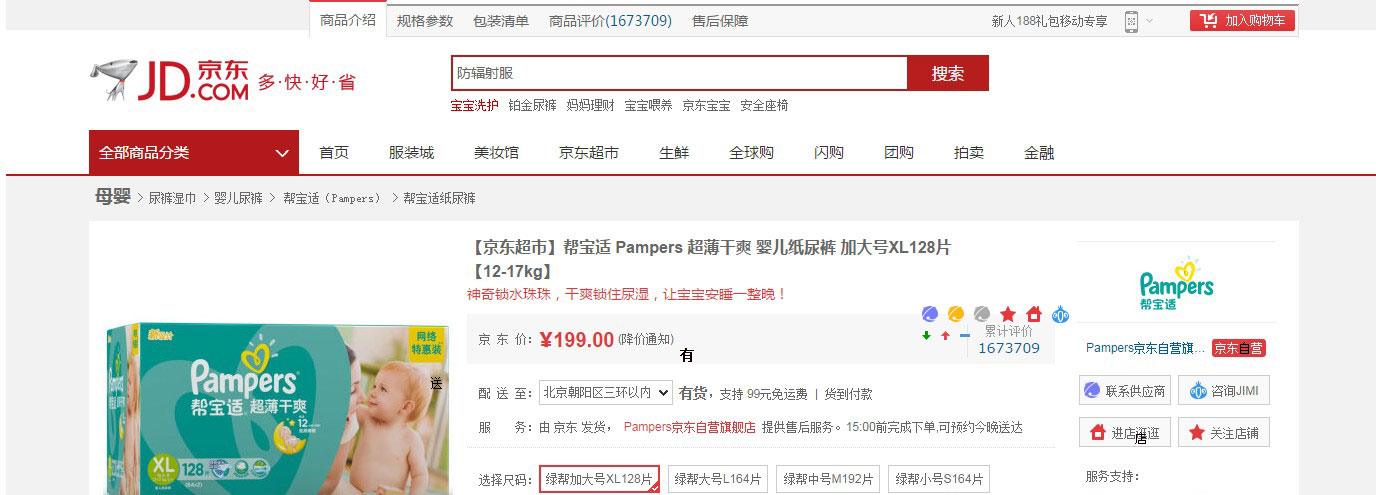 商品介绍 规格参数 包装清单 商品评价(1673709) 售后保障 新人188礼包移动专享 加入购物车
JD.COM 京东 多·快·好·省
防辐射服 搜索
宝宝洗护 铂金尿裤 妈妈理财 宝宝喂养 京东宝宝 安全座椅
全部商品分类 首页 服装城 美妆馆 京东超市 生鲜 全球购 闪购 团购 拍卖 金融
母婴 > 尿裤湿巾 > 婴儿尿裤 > 帮宝适（Pampers） > 帮宝适纸尿裤
【京东超市】帮宝适 Pampers 超薄干爽 婴儿纸尿裤 加大号XL128片
【12-17kg】
神奇锁水珠珠，干爽锁住尿湿，让宝宝安睡一整晚！
京 东 价： ¥199.00 (降价通知)
累计评价
1673709
有
配 送 至： 北京朝阳区三环以内 有货，支持 99元免运费 | 货到付款
服 务：由 京东 发货， Pampers京东自营旗舰店 提供售后服务。15:00前完成下单,可预约今晚送达
选择尺码： 绿帮加大号XL128片 绿帮大号L164片 绿帮中号M192片 绿帮小号S164片
网络
特惠装
Pampers
帮宝适 超薄干爽
12
送
XL 128片
Pampers
帮宝适
Pampers京东自营旗... 京东自营
联系供应商 咨询JIMI
进店逛逛 关注店铺
店
服务支持：